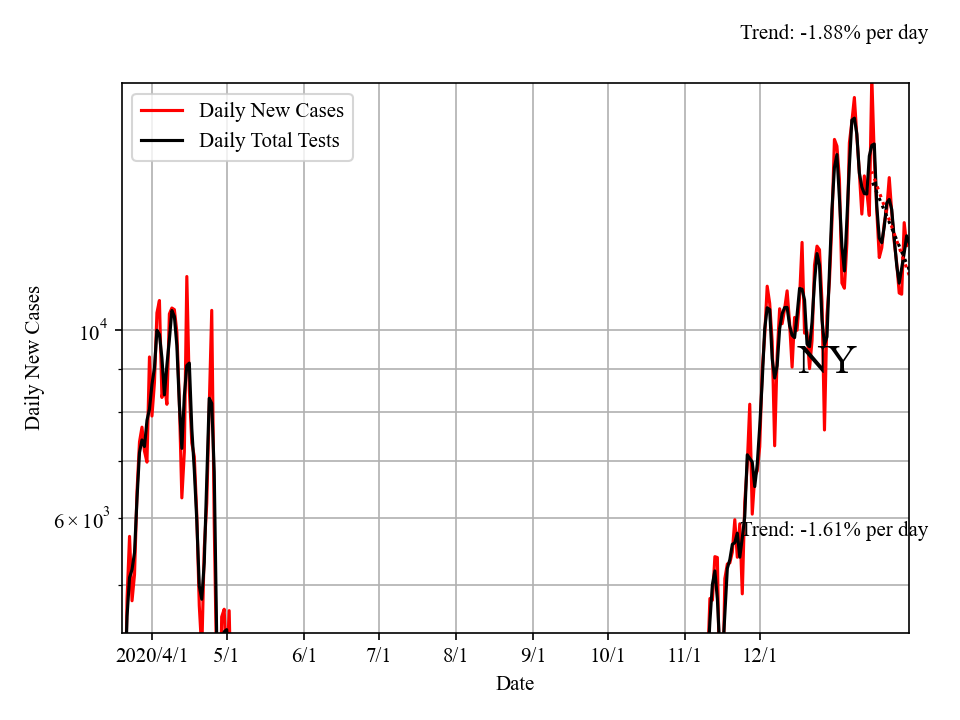 Trend: -1.88% per day
Daily New Cases
Daily Total Tests
Daily New Cases
10^4
NY
6 × 10^3
Trend: -1.61% per day
2020/4/1 5/1 6/1 7/1 8/1 9/1 10/1 11/1 12/1
Date